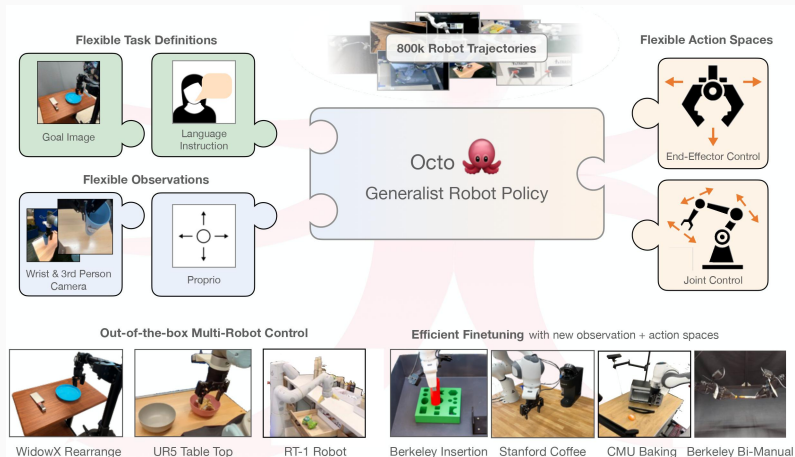 Flexible Task Definitions
Goal Image
Language
Instruction
Flexible Observations
Wrist & 3rd Person
Camera
Proprio
800k Robot Trajectories
Octo
Generalist Robot Policy
Flexible Action Spaces
End-Effector Control
Joint Control
Out-of-the-box Multi-Robot Control
WidowX Rearrange
UR5 Table Top
RT-1 Robot
Efficient Finetuning with new observation + action spaces
Berkeley Insertion
Stanford Coffee
CMU Baking
Berkeley Bi-Manual